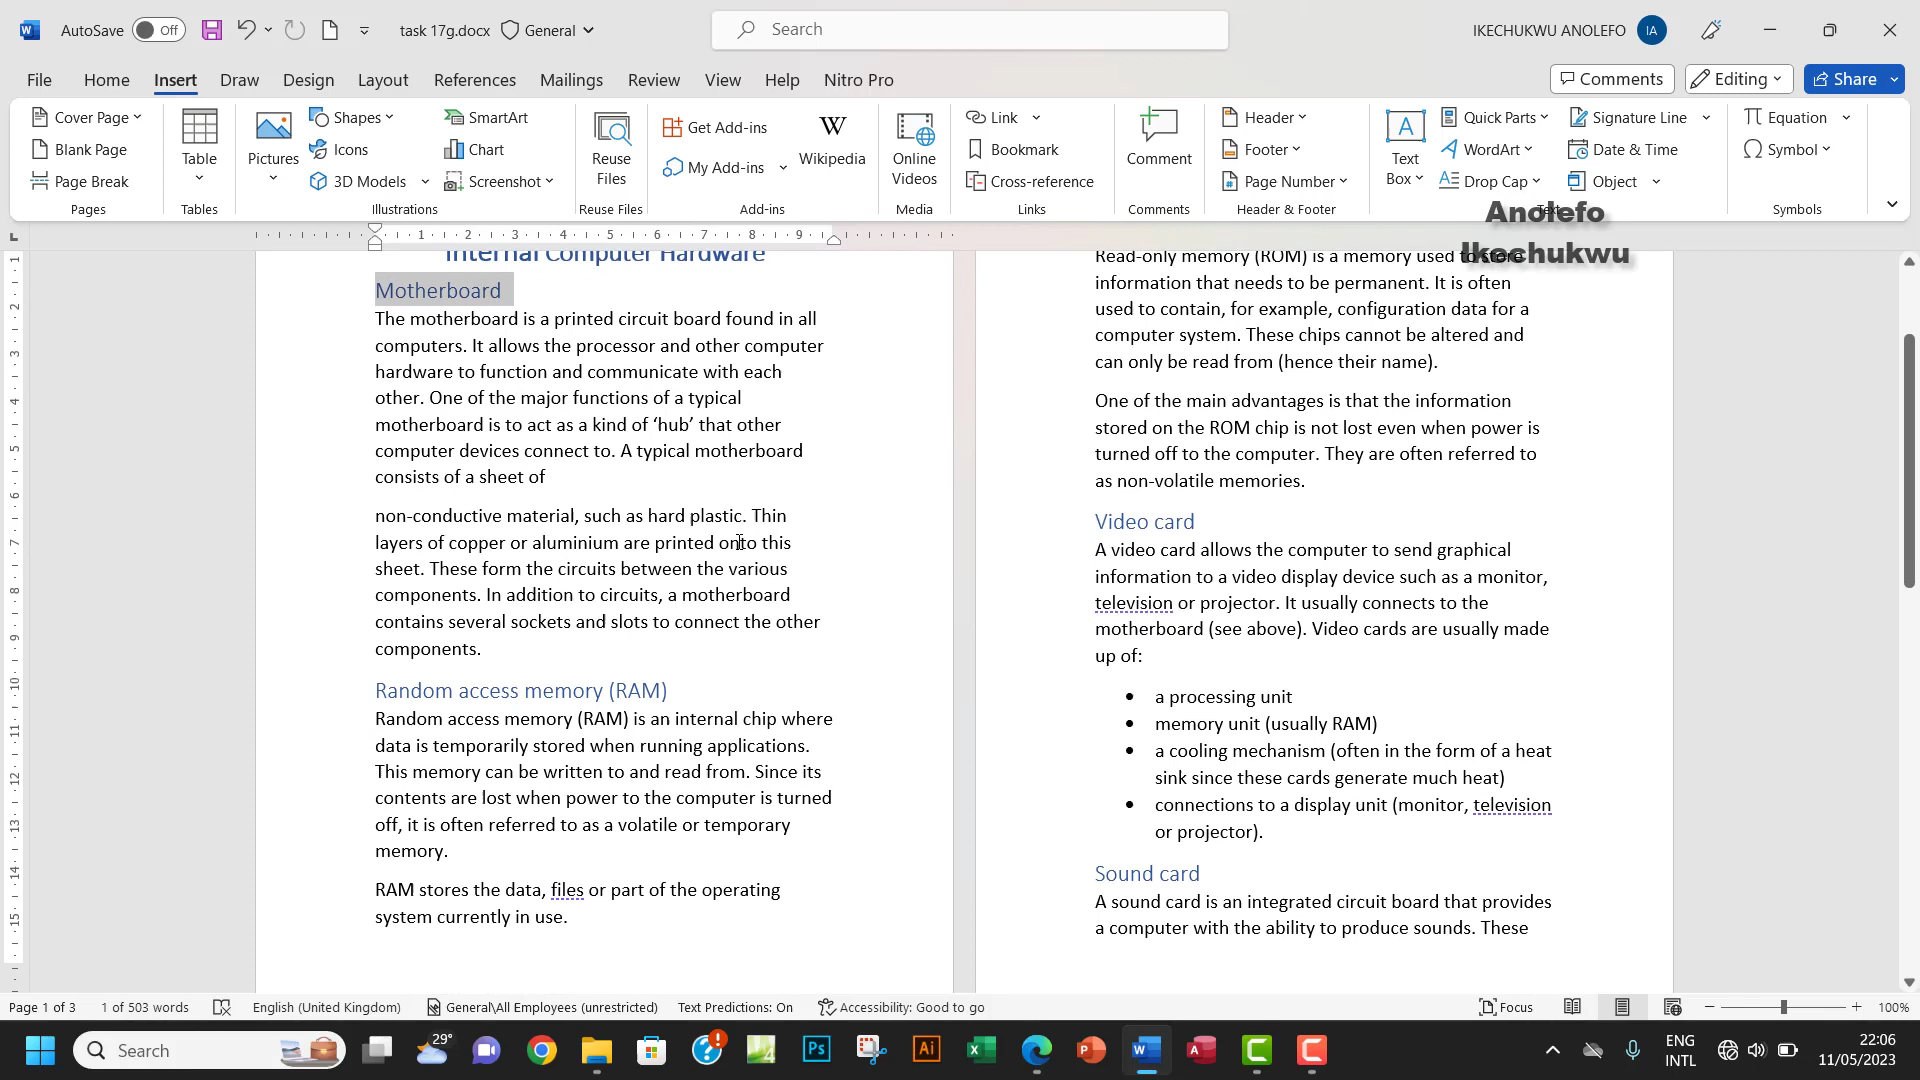 AutoSave Off task 17g.docx General Search IKECHUKWU ANOLEFO IA
File Home Insert Draw Design Layout References Mailings Review View Help Nitro Pro Comments Editing Share
Cover Page
Blank Page
Page Break
Pages
Table
Tables
Pictures
Shapes
Icons
3D Models
SmartArt
Chart
Screenshot
Illustrations
Reuse
Files
Reuse Files
Get Add-ins
My Add-ins
W
Wikipedia
Add-ins
Online
Videos
Media
Link
Bookmark
Cross-reference
Links
Comment
Comments
Header
Footer
Page Number
Header & Footer
Text
Box
Quick Parts
WordArt
Drop Cap
Signature Line
Date & Time
Object
Text
Equation
Symbol
Symbols
Anolefo
Ikechukwu
Internal Computer Hardware
Motherboard
The motherboard is a printed circuit board found in all
computers. It allows the processor and other computer
hardware to function and communicate with each
other. One of the major functions of a typical
motherboard is to act as a kind of ‘hub’ that other
computer devices connect to. A typical motherboard
consists of a sheet of
non-conductive material, such as hard plastic. Thin
layers of copper or aluminium are printed onto this
sheet. These form the circuits between the various
components. In addition to circuits, a motherboard
contains several sockets and slots to connect the other
components.
Random access memory (RAM)
Random access memory (RAM) is an internal chip where
data is temporarily stored when running applications.
This memory can be written to and read from. Since its
contents are lost when power to the computer is turned
off, it is often referred to as a volatile or temporary
memory.
RAM stores the data, files or part of the operating
system currently in use.
Read-only memory (ROM) is a memory used to store
information that needs to be permanent. It is often
used to contain, for example, configuration data for a
computer system. These chips cannot be altered and
can only be read from (hence their name).
One of the main advantages is that the information
stored on the ROM chip is not lost even when power is
turned off to the computer. They are often referred to
as non-volatile memories.
Video card
A video card allows the computer to send graphical
information to a video display device such as a monitor,
television or projector. It usually connects to the
motherboard (see above). Video cards are usually made
up of:
• a processing unit
• memory unit (usually RAM)
• a cooling mechanism (often in the form of a heat
sink since these cards generate much heat)
• connections to a display unit (monitor, television
or projector).
Sound card
A sound card is an integrated circuit board that provides
a computer with the ability to produce sounds. These
Page 1 of 3 1 of 503 words English (United Kingdom) General\All Employees (unrestricted) Text Predictions: On Accessibility: Good to go Focus 100%
Search 29° Ps Ai ENG
INTL 22:06
11/05/2023